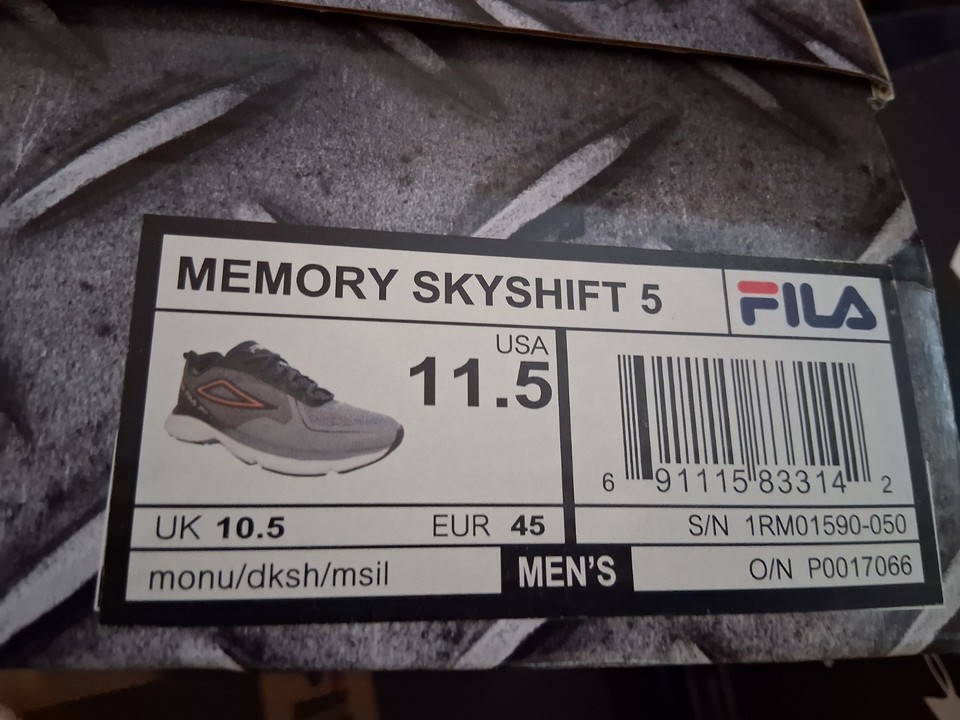 MEMORY SKYSHIFT 5
FILA
USA
11.5
6 91115 83314 2
UK 10.5 EUR 45
S/N 1RM01590-050
monu/dksh/msil
MEN'S
O/N P0017066